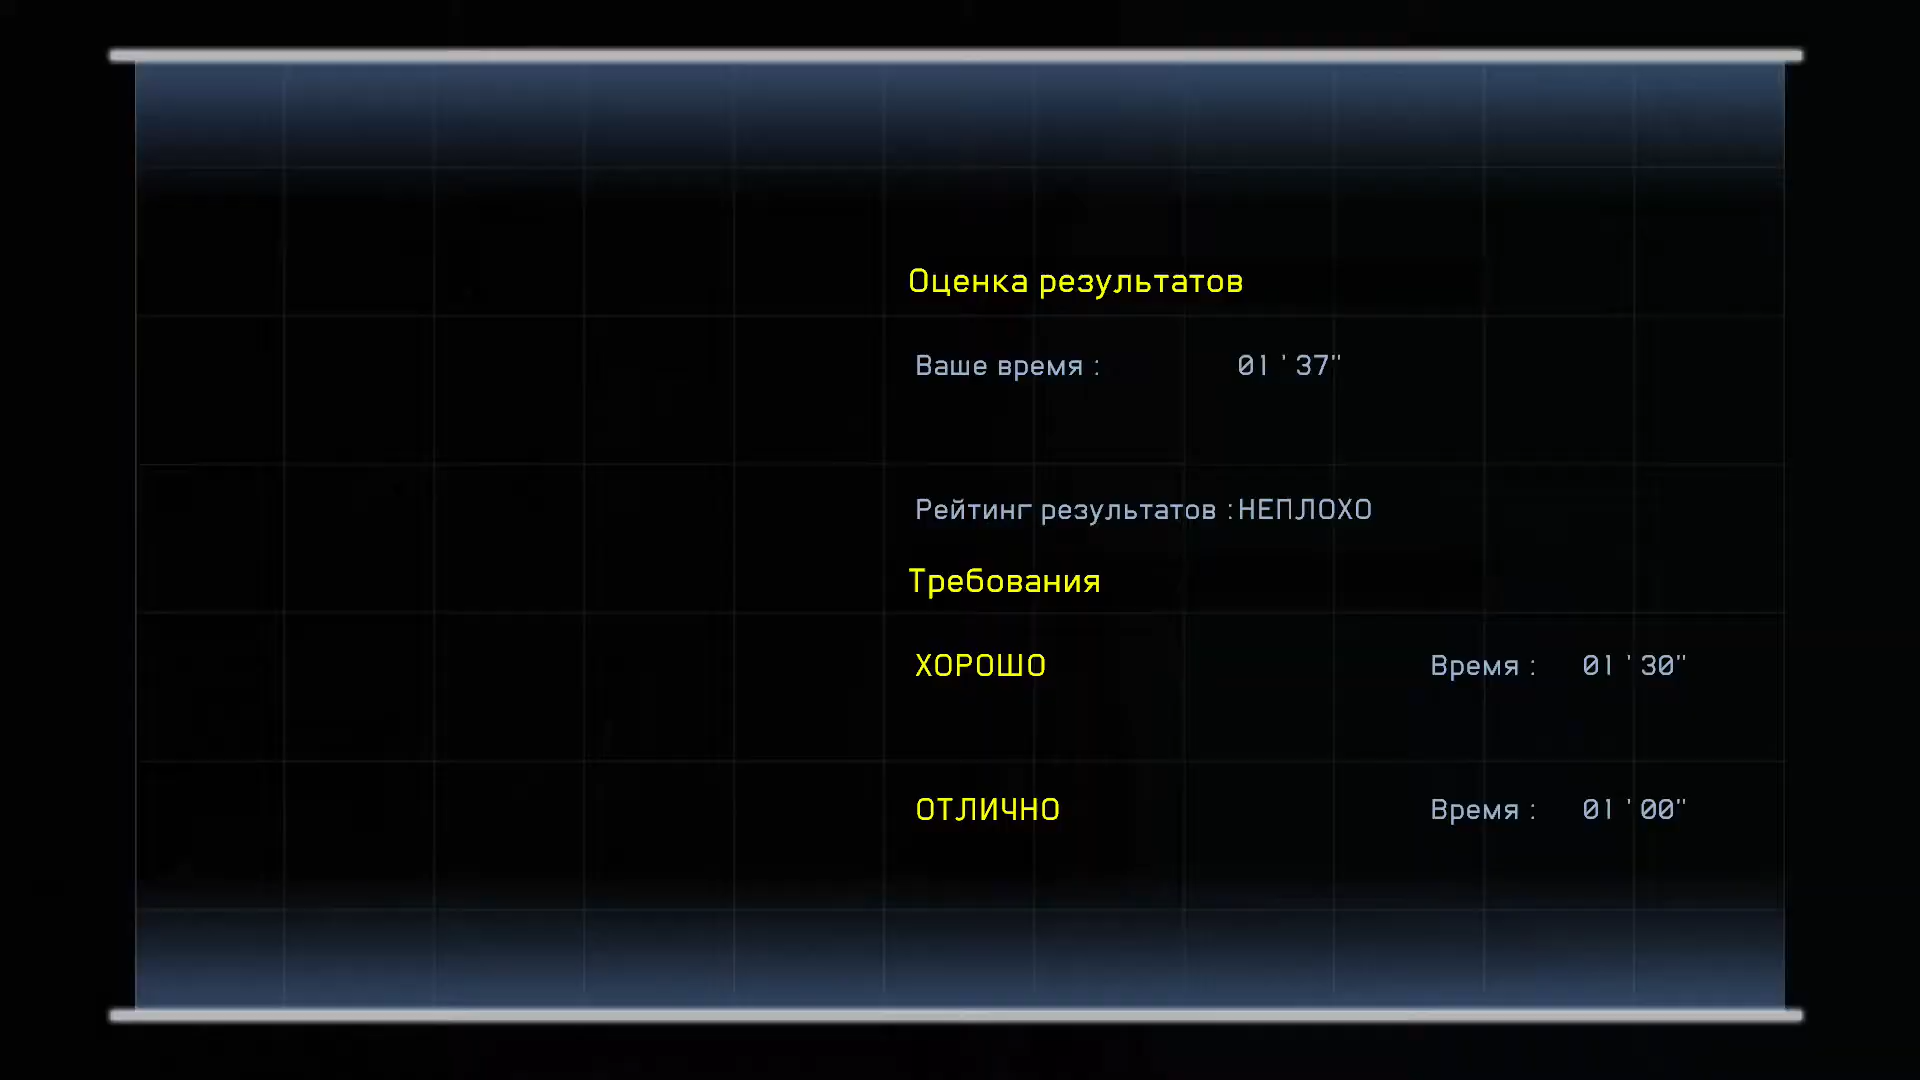 Оценка результатов
Ваше время : 01 ' 37"
Рейтинг результатов :НЕПЛОХО
Требования
ХОРОШО Время : 01 ' 30"
ОТЛИЧНО Время : 01 ' 00"